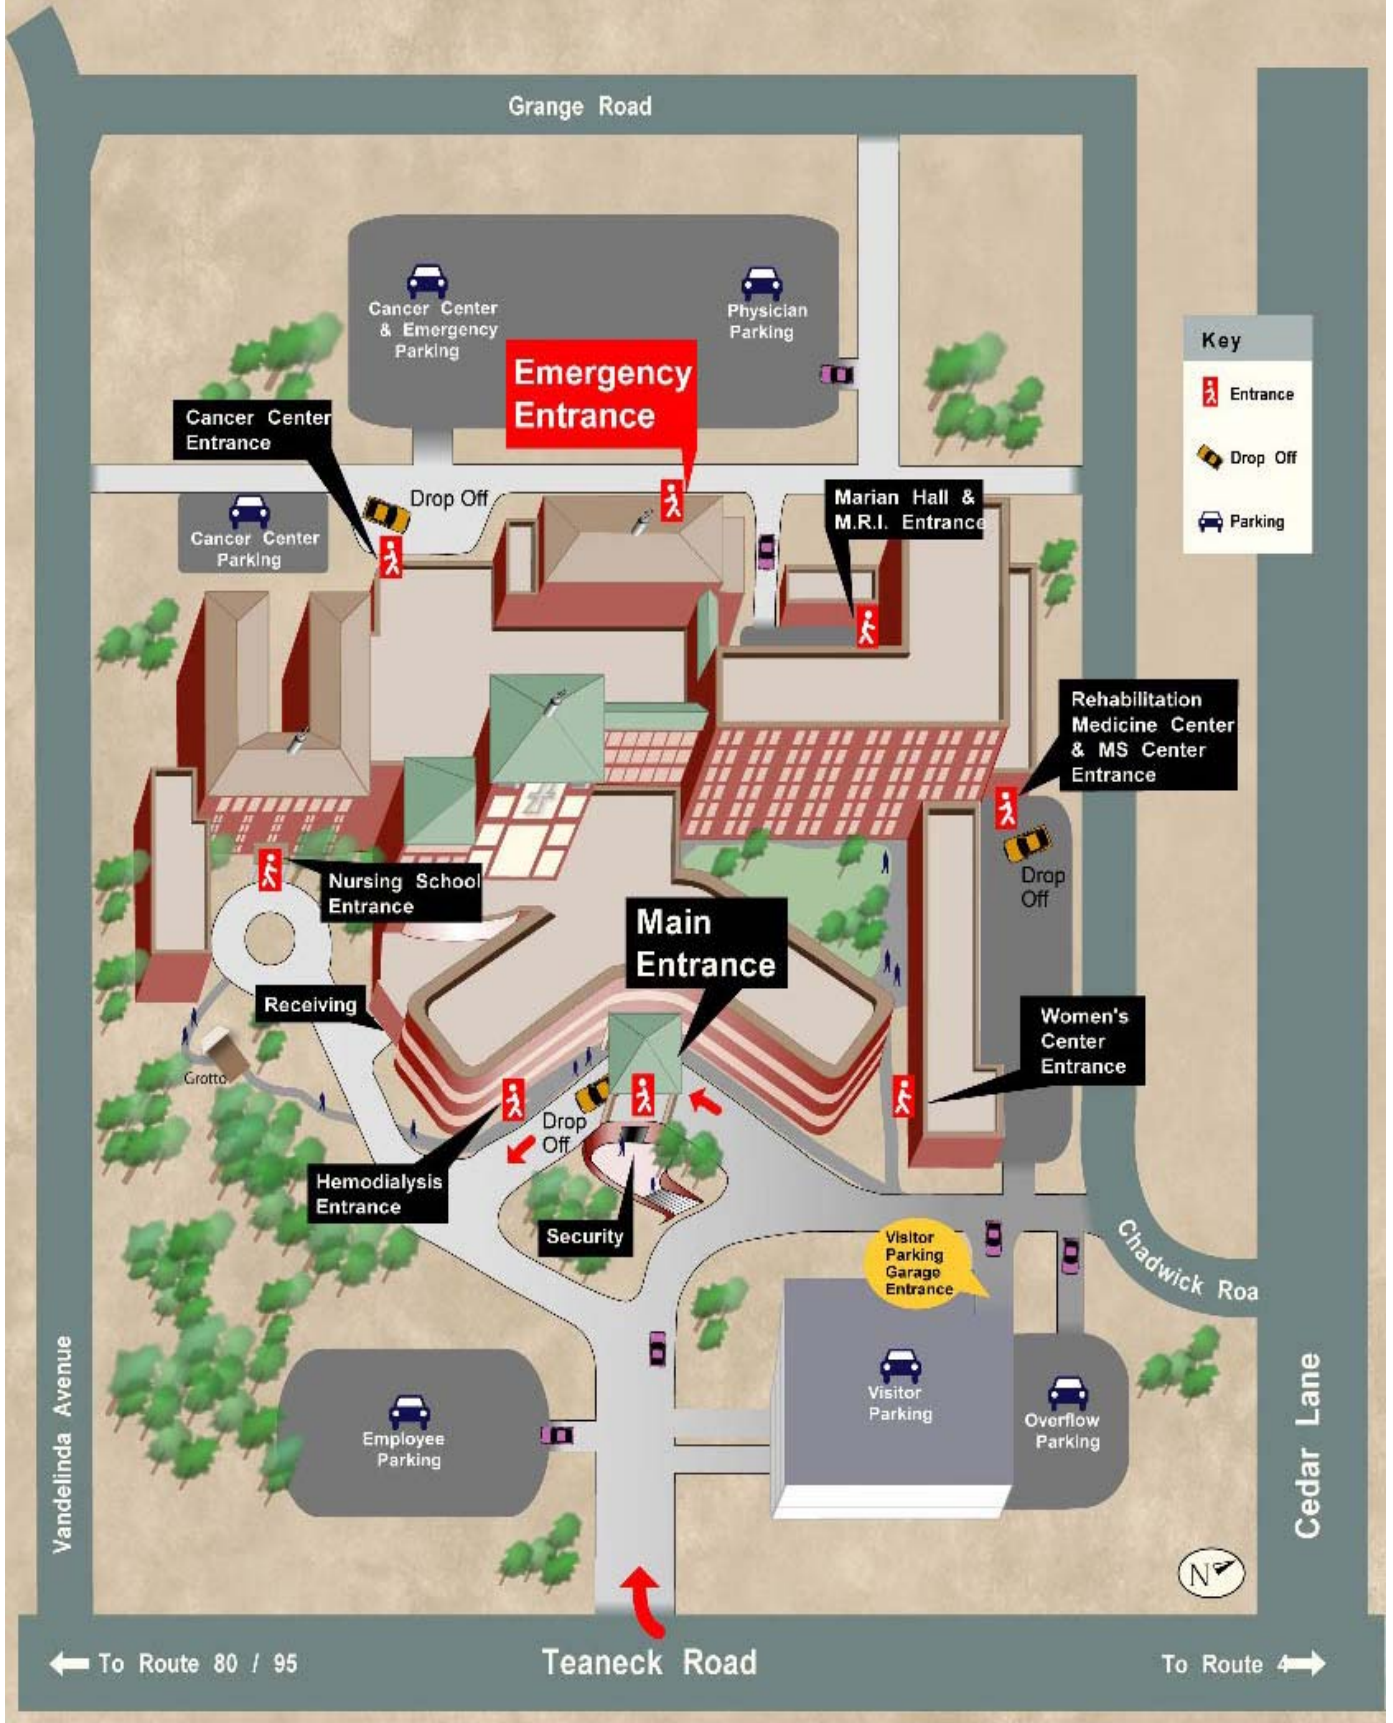 Grange Road
Cancer Center
& Emergency
Parking
Physician
Parking
Key
Entrance
Drop Off
Parking
Emergency
Entrance
Cancer Center
Entrance
Drop Off
Cancer Center
Parking
Marian Hall &
M.R.I. Entrance
Rehabilitation
Medicine Center
& MS Center
Entrance
Drop
Off
Nursing School
Entrance
Main
Entrance
Receiving
Grotto
Women's
Center
Entrance
Drop
Off
Hemodialysis
Entrance
Security
Visitor
Parking
Garage
Entrance
Chadwick Roa
Vandelinda Avenue
Employee
Parking
Visitor
Parking
Overflow
Parking
Cedar Lane
N
To Route 80 / 95
Teaneck Road
To Route 4